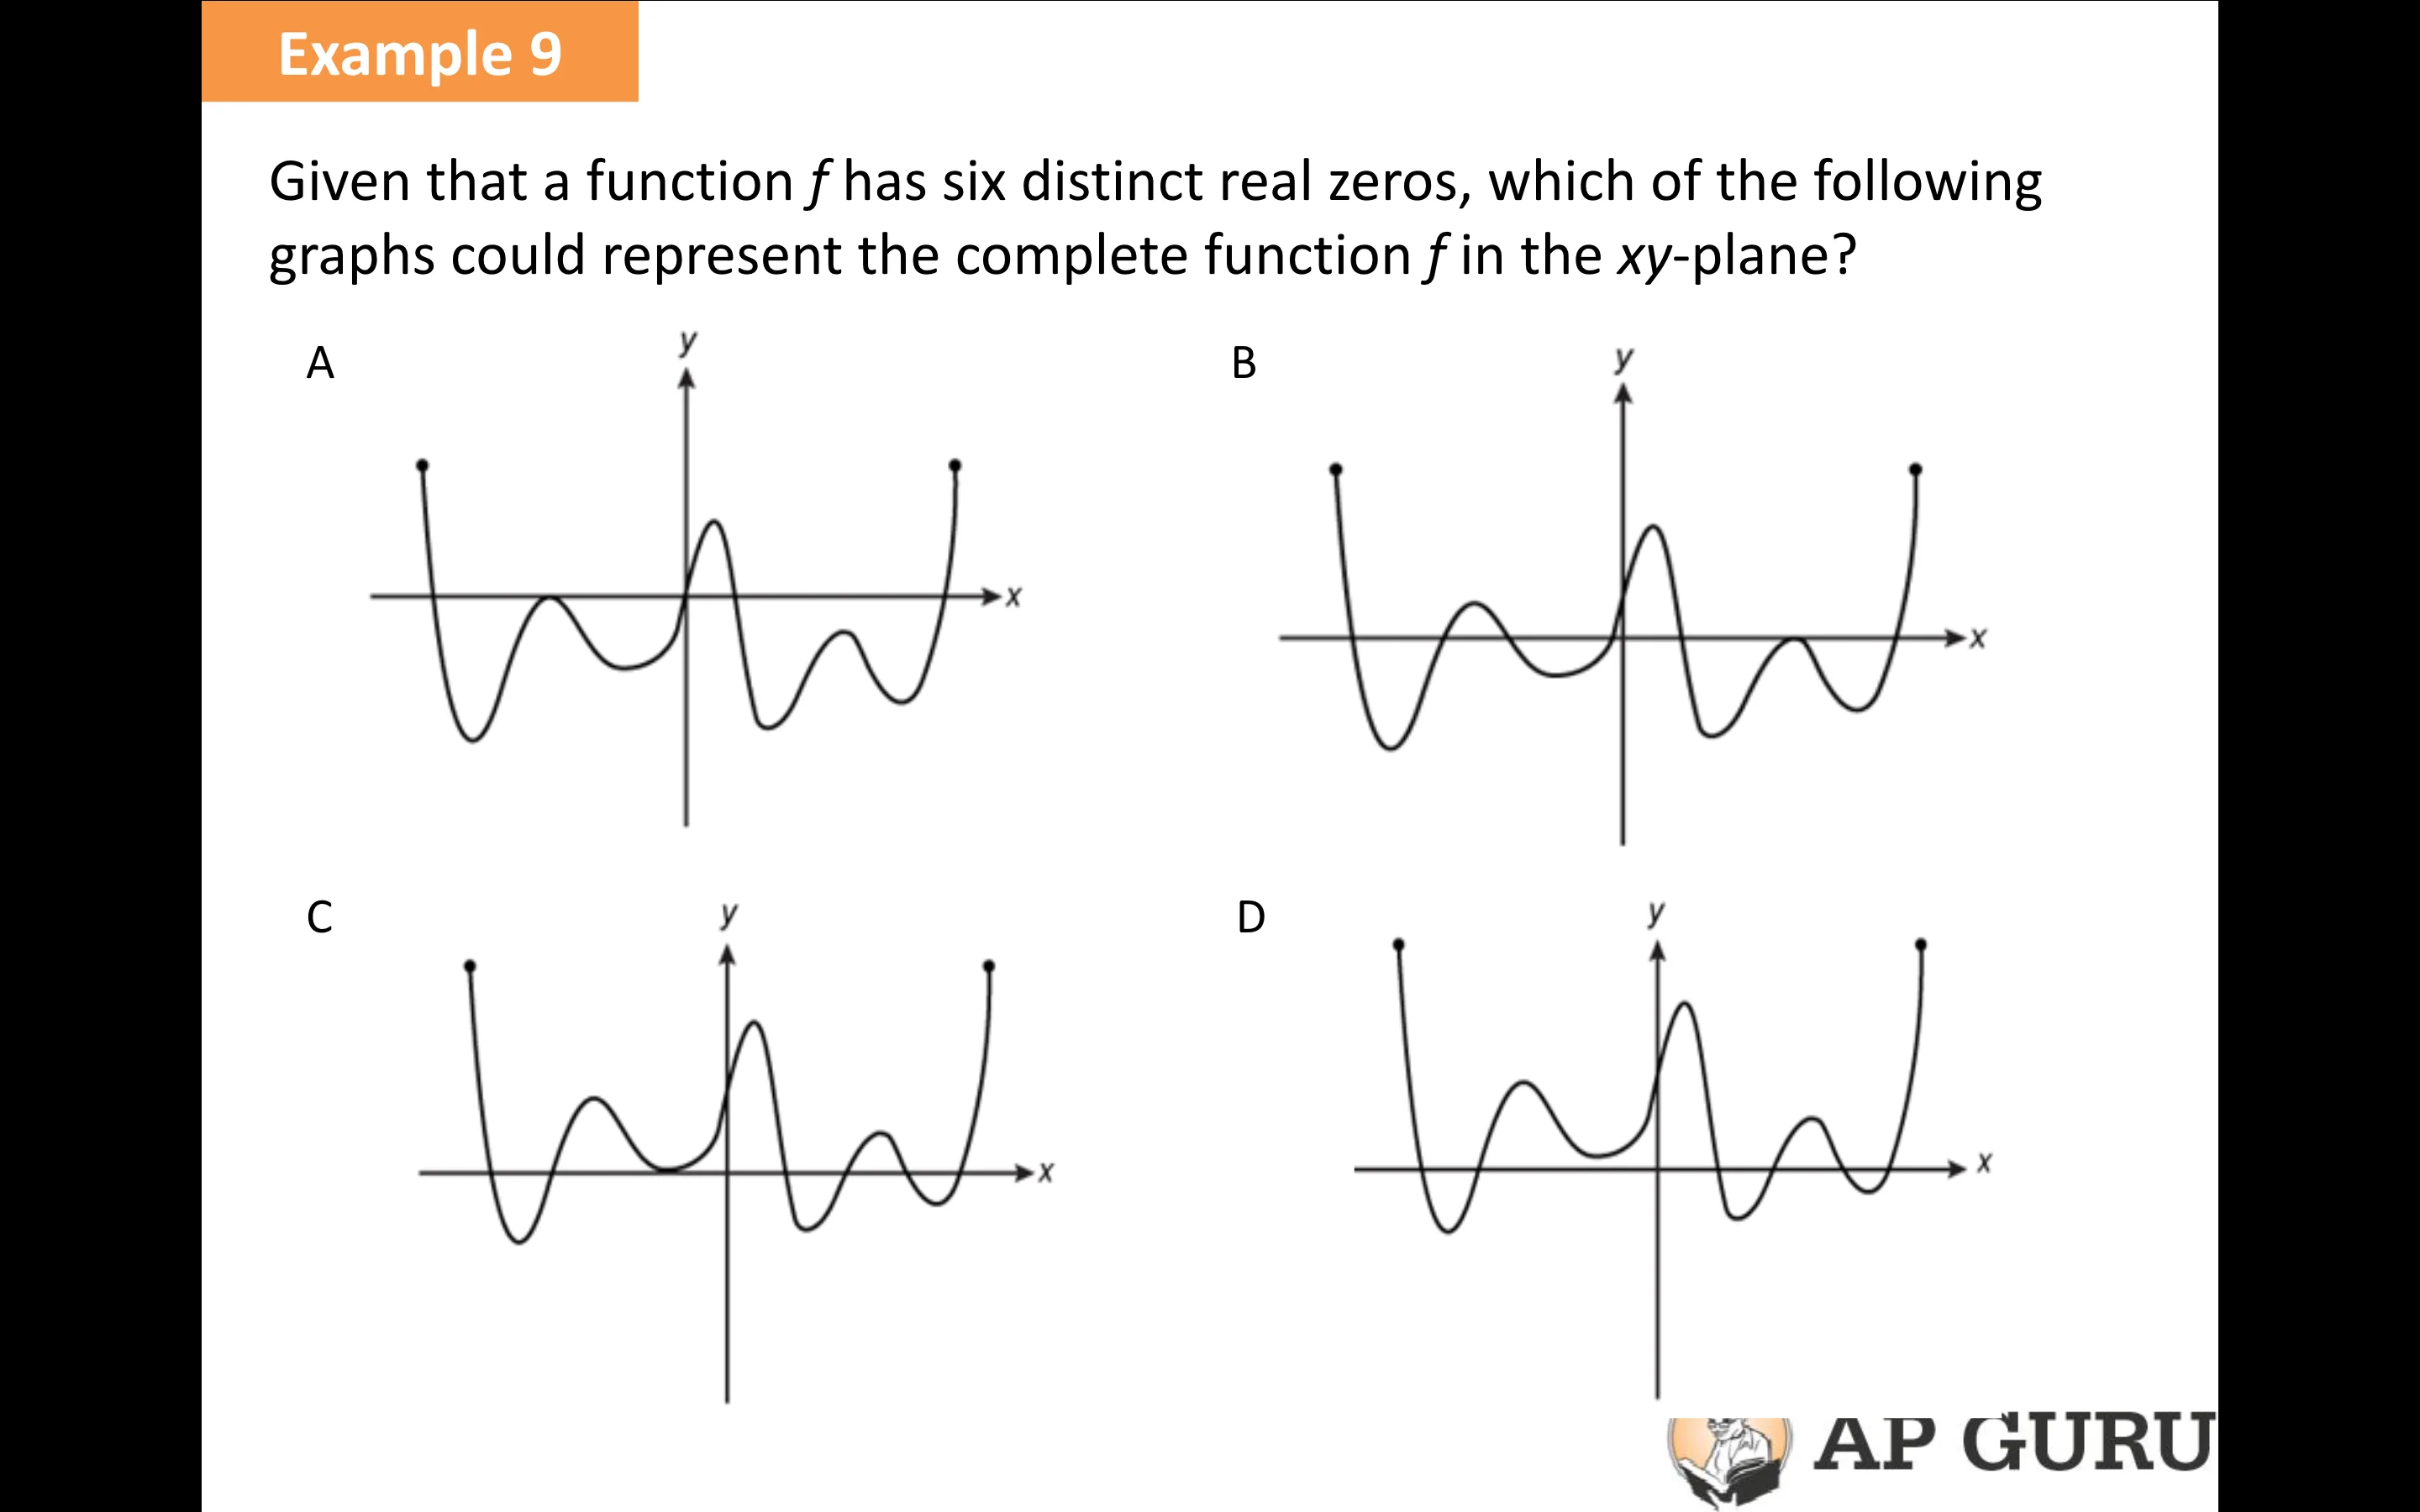 Example 9
Given that a function f has six distinct real zeros, which of the following
graphs could represent the complete function f in the xy-plane?
A
y
x
B
y
x
C
y
x
D
y
x
AP GURU